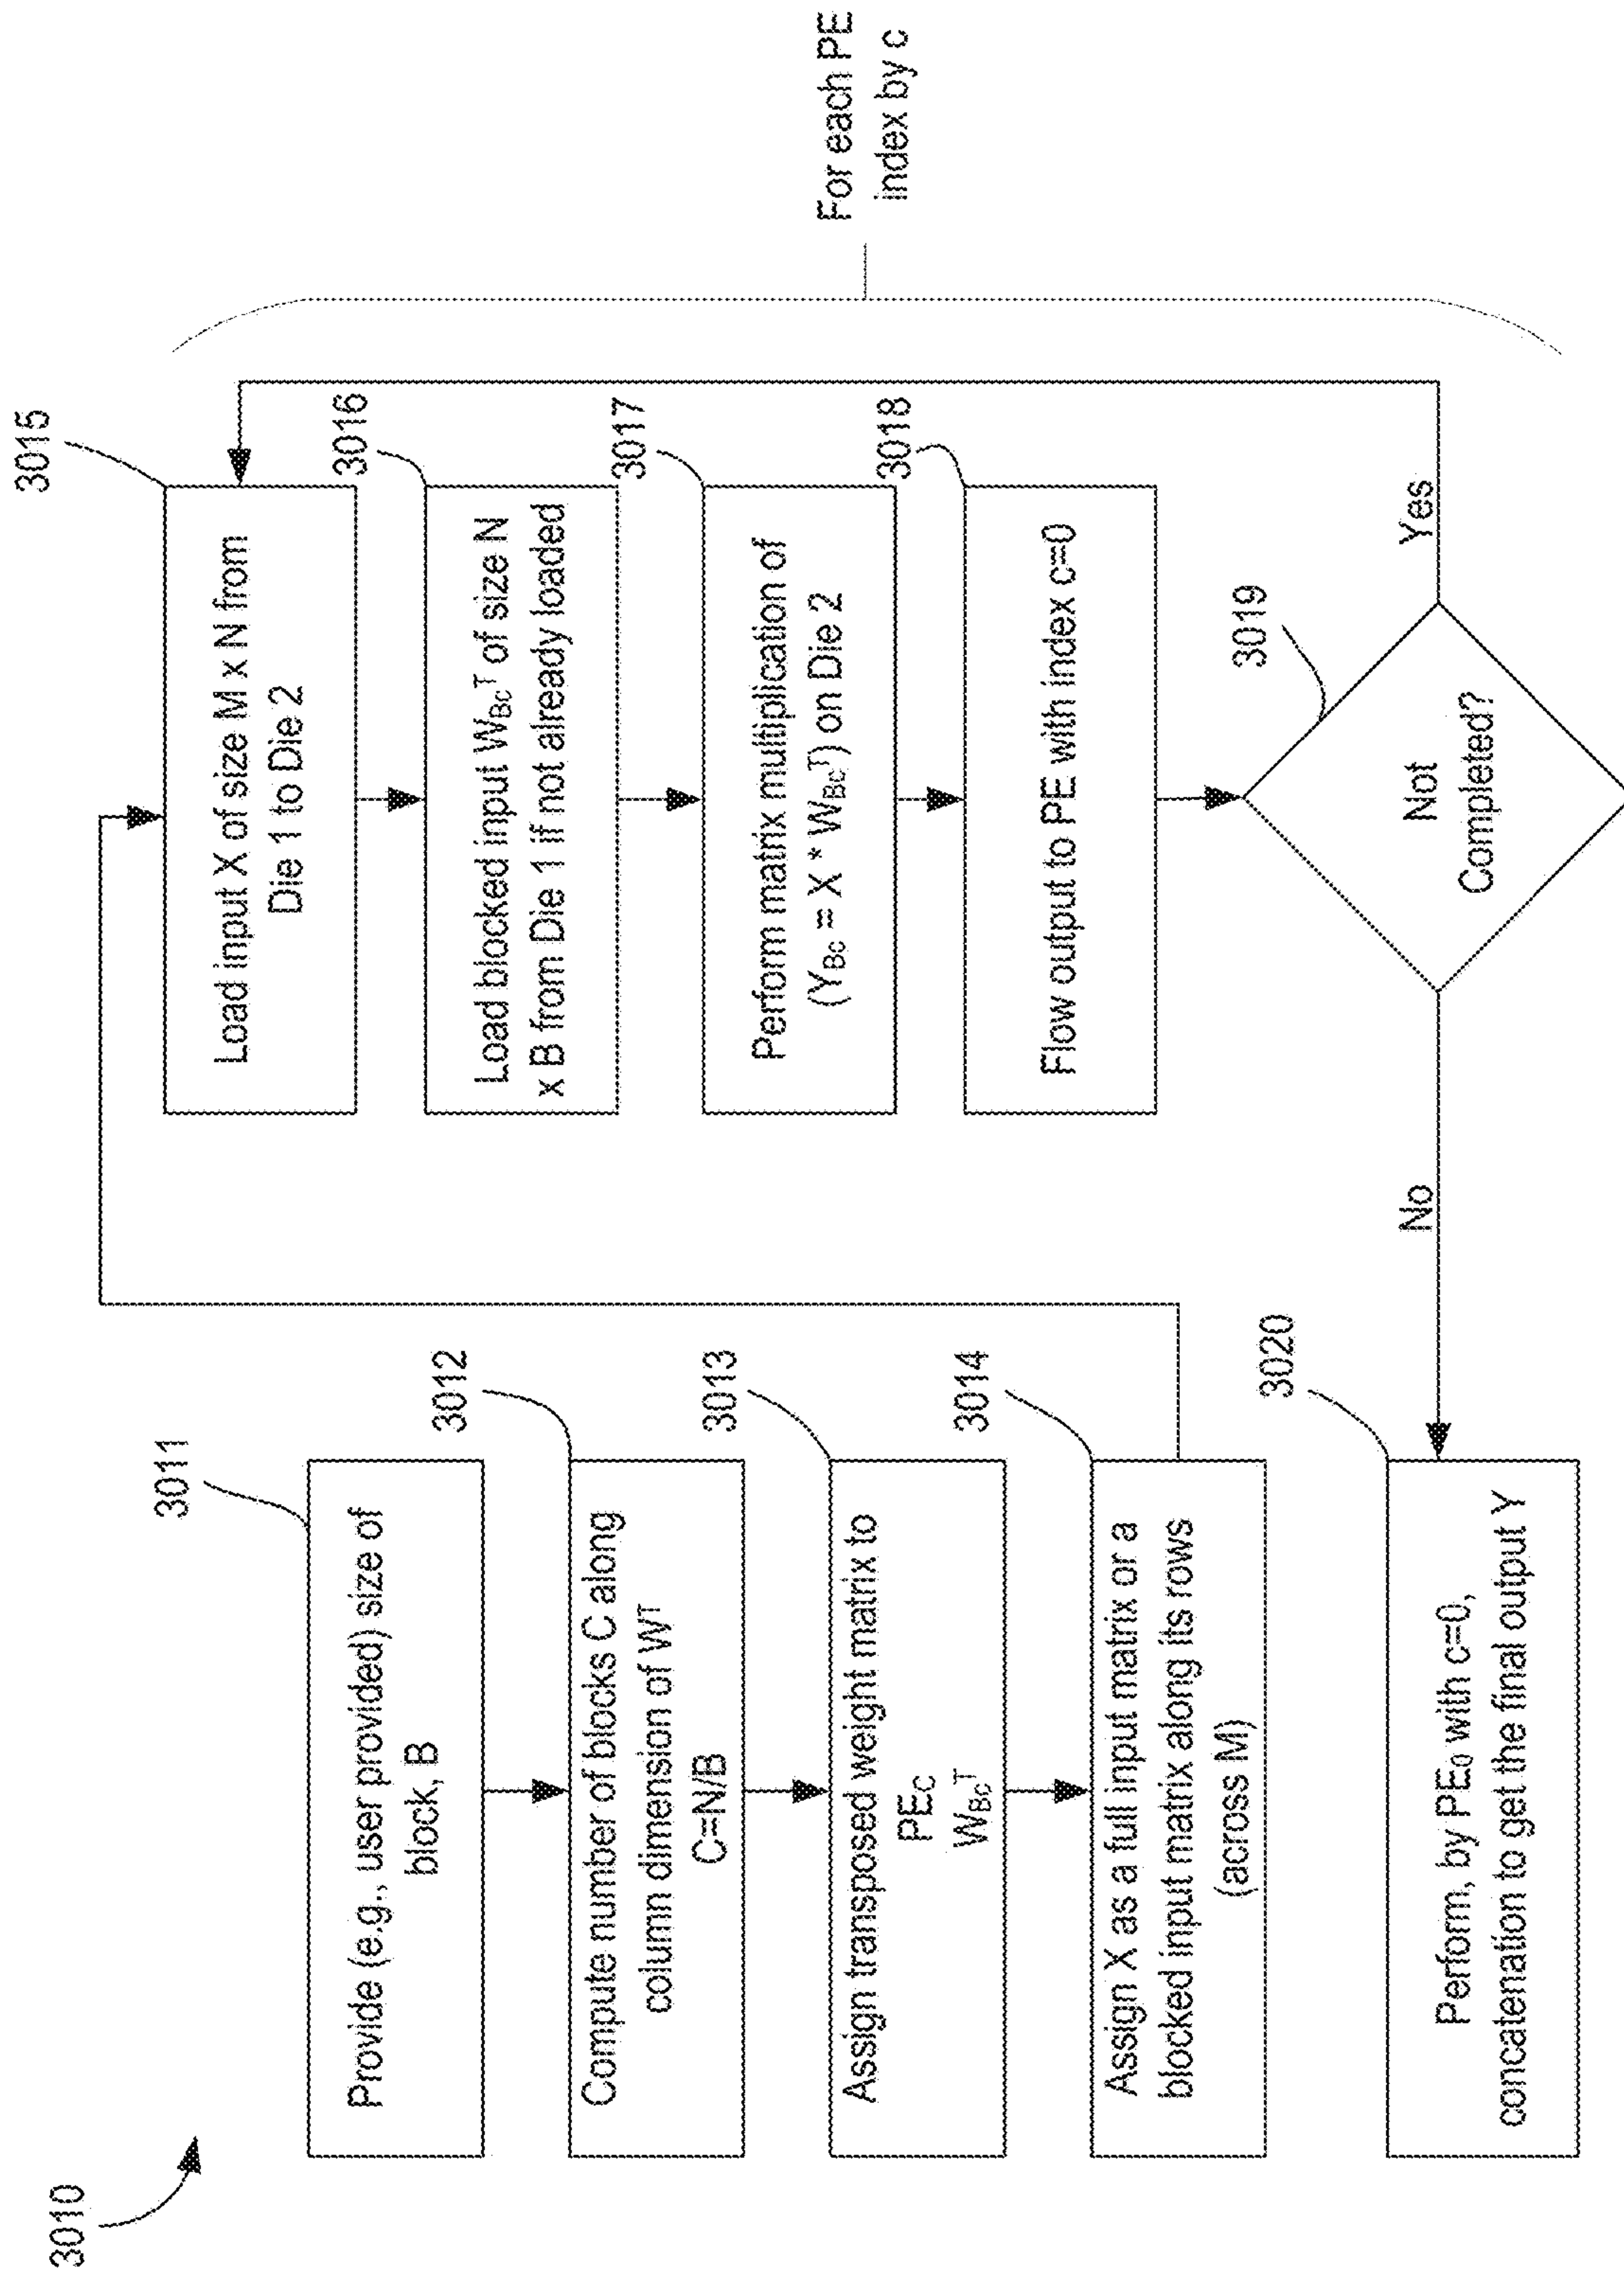 3010
3011
Provide (e.g., user provided) size of
block, B
3012
Compute number of blocks C along
column dimension of Wᵀ
C=N/B
3013
Assign transposed weight matrix to
PEC
WBcᵀ
3014
Assign X as a full input matrix or a
blocked input matrix along its rows
(across M)
3015
Load input X of size M x N from
Die 1 to Die 2
3016
Load blocked input WBcᵀ of size N
x B from Die 1 if not already loaded
3017
Perform matrix multiplication of
(YBc = X * WBcᵀ) on Die 2
3018
Flow output to PE with index c=0
3019
Not
Completed?
Yes
No
For each PE
index by c
3020
Perform, by PE0 with c=0,
concatenation to get the final output Y